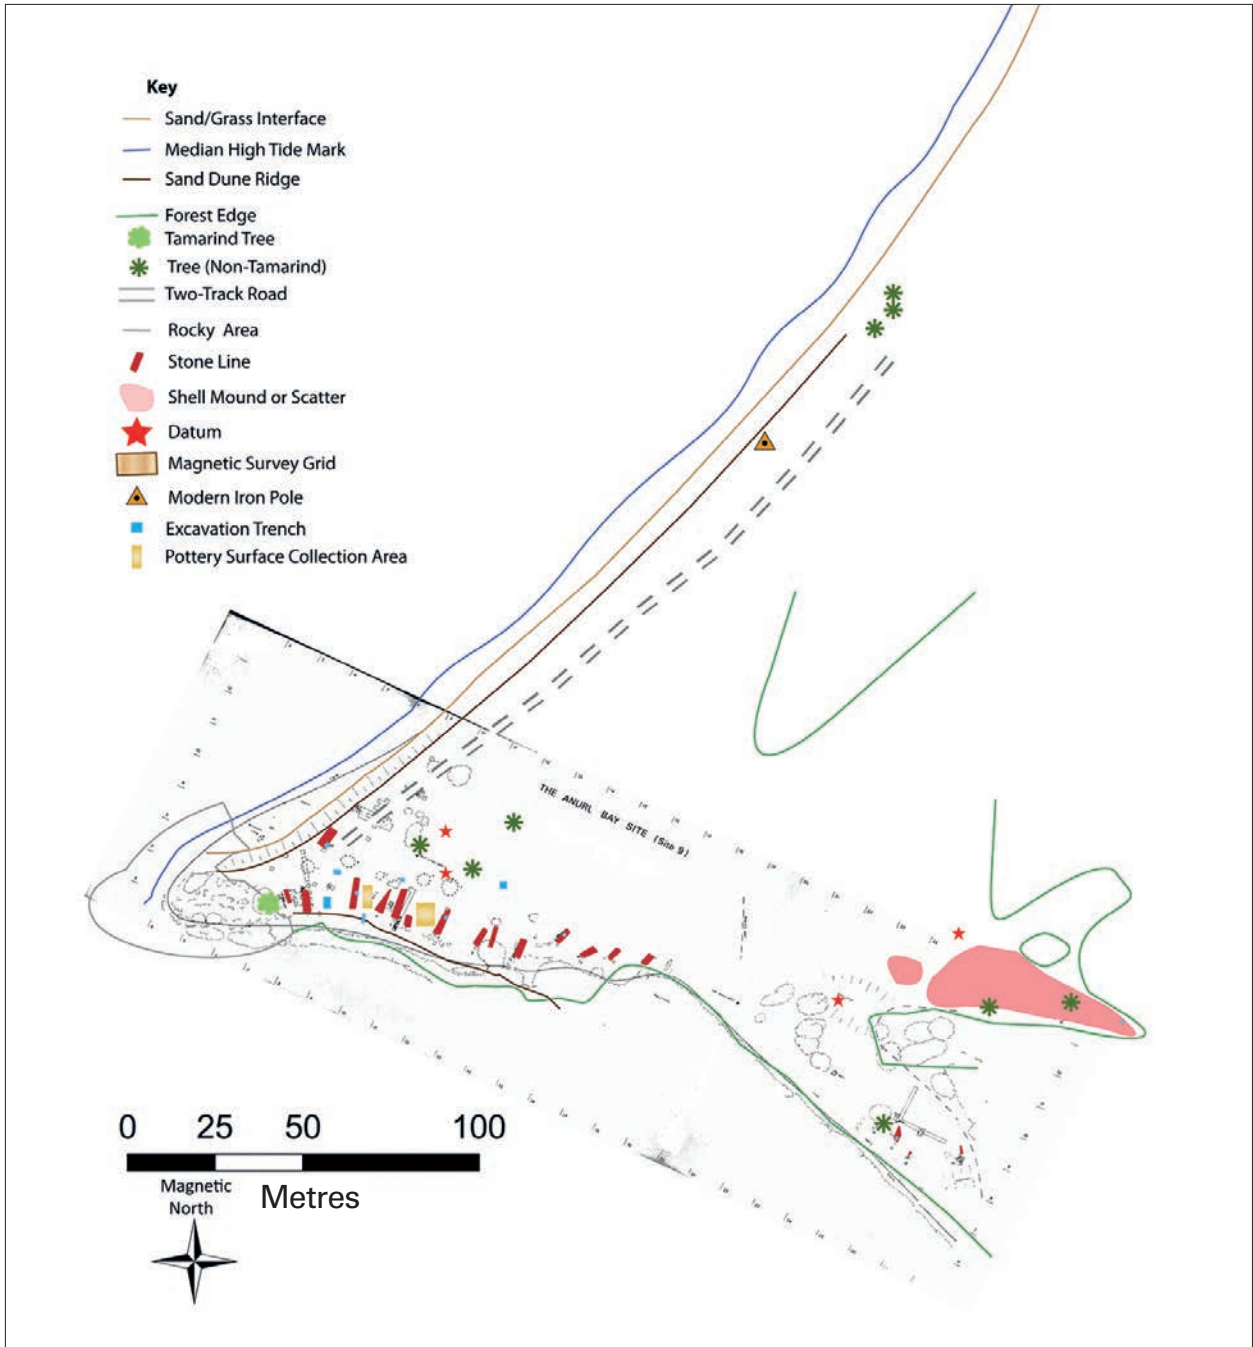 Key
Sand/Grass Interface
Median High Tide Mark
Sand Dune Ridge
Forest Edge
Tamarind Tree
Tree (Non-Tamarind)
Two-Track Road
Rocky Area
Stone Line
Shell Mound or Scatter
Datum
Magnetic Survey Grid
Modern Iron Pole
Excavation Trench
Pottery Surface Collection Area
THE ANURU BAY SITE (Site 9)
0 25 50 100
Metres
Magnetic
North